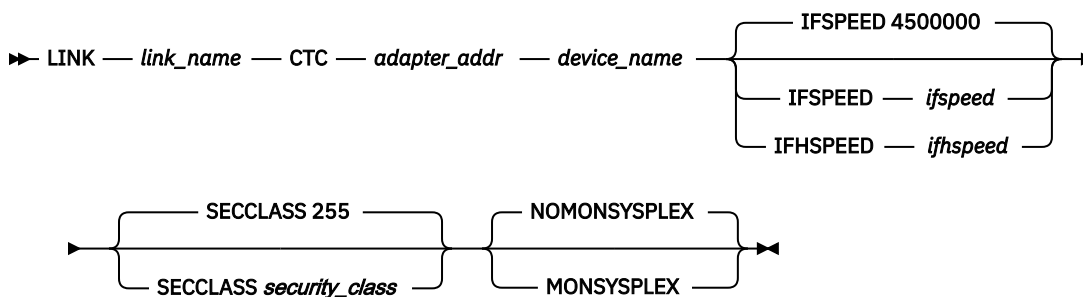 IFSPEED 4500000
LINK link_name CTC adapter_addr device_name
IFSPEED ifspeed
IFHSPEED ifhspeed
SECCLASS 255 NOMONSYSPLEX
SECCLASS security_class MONSYSPLEX